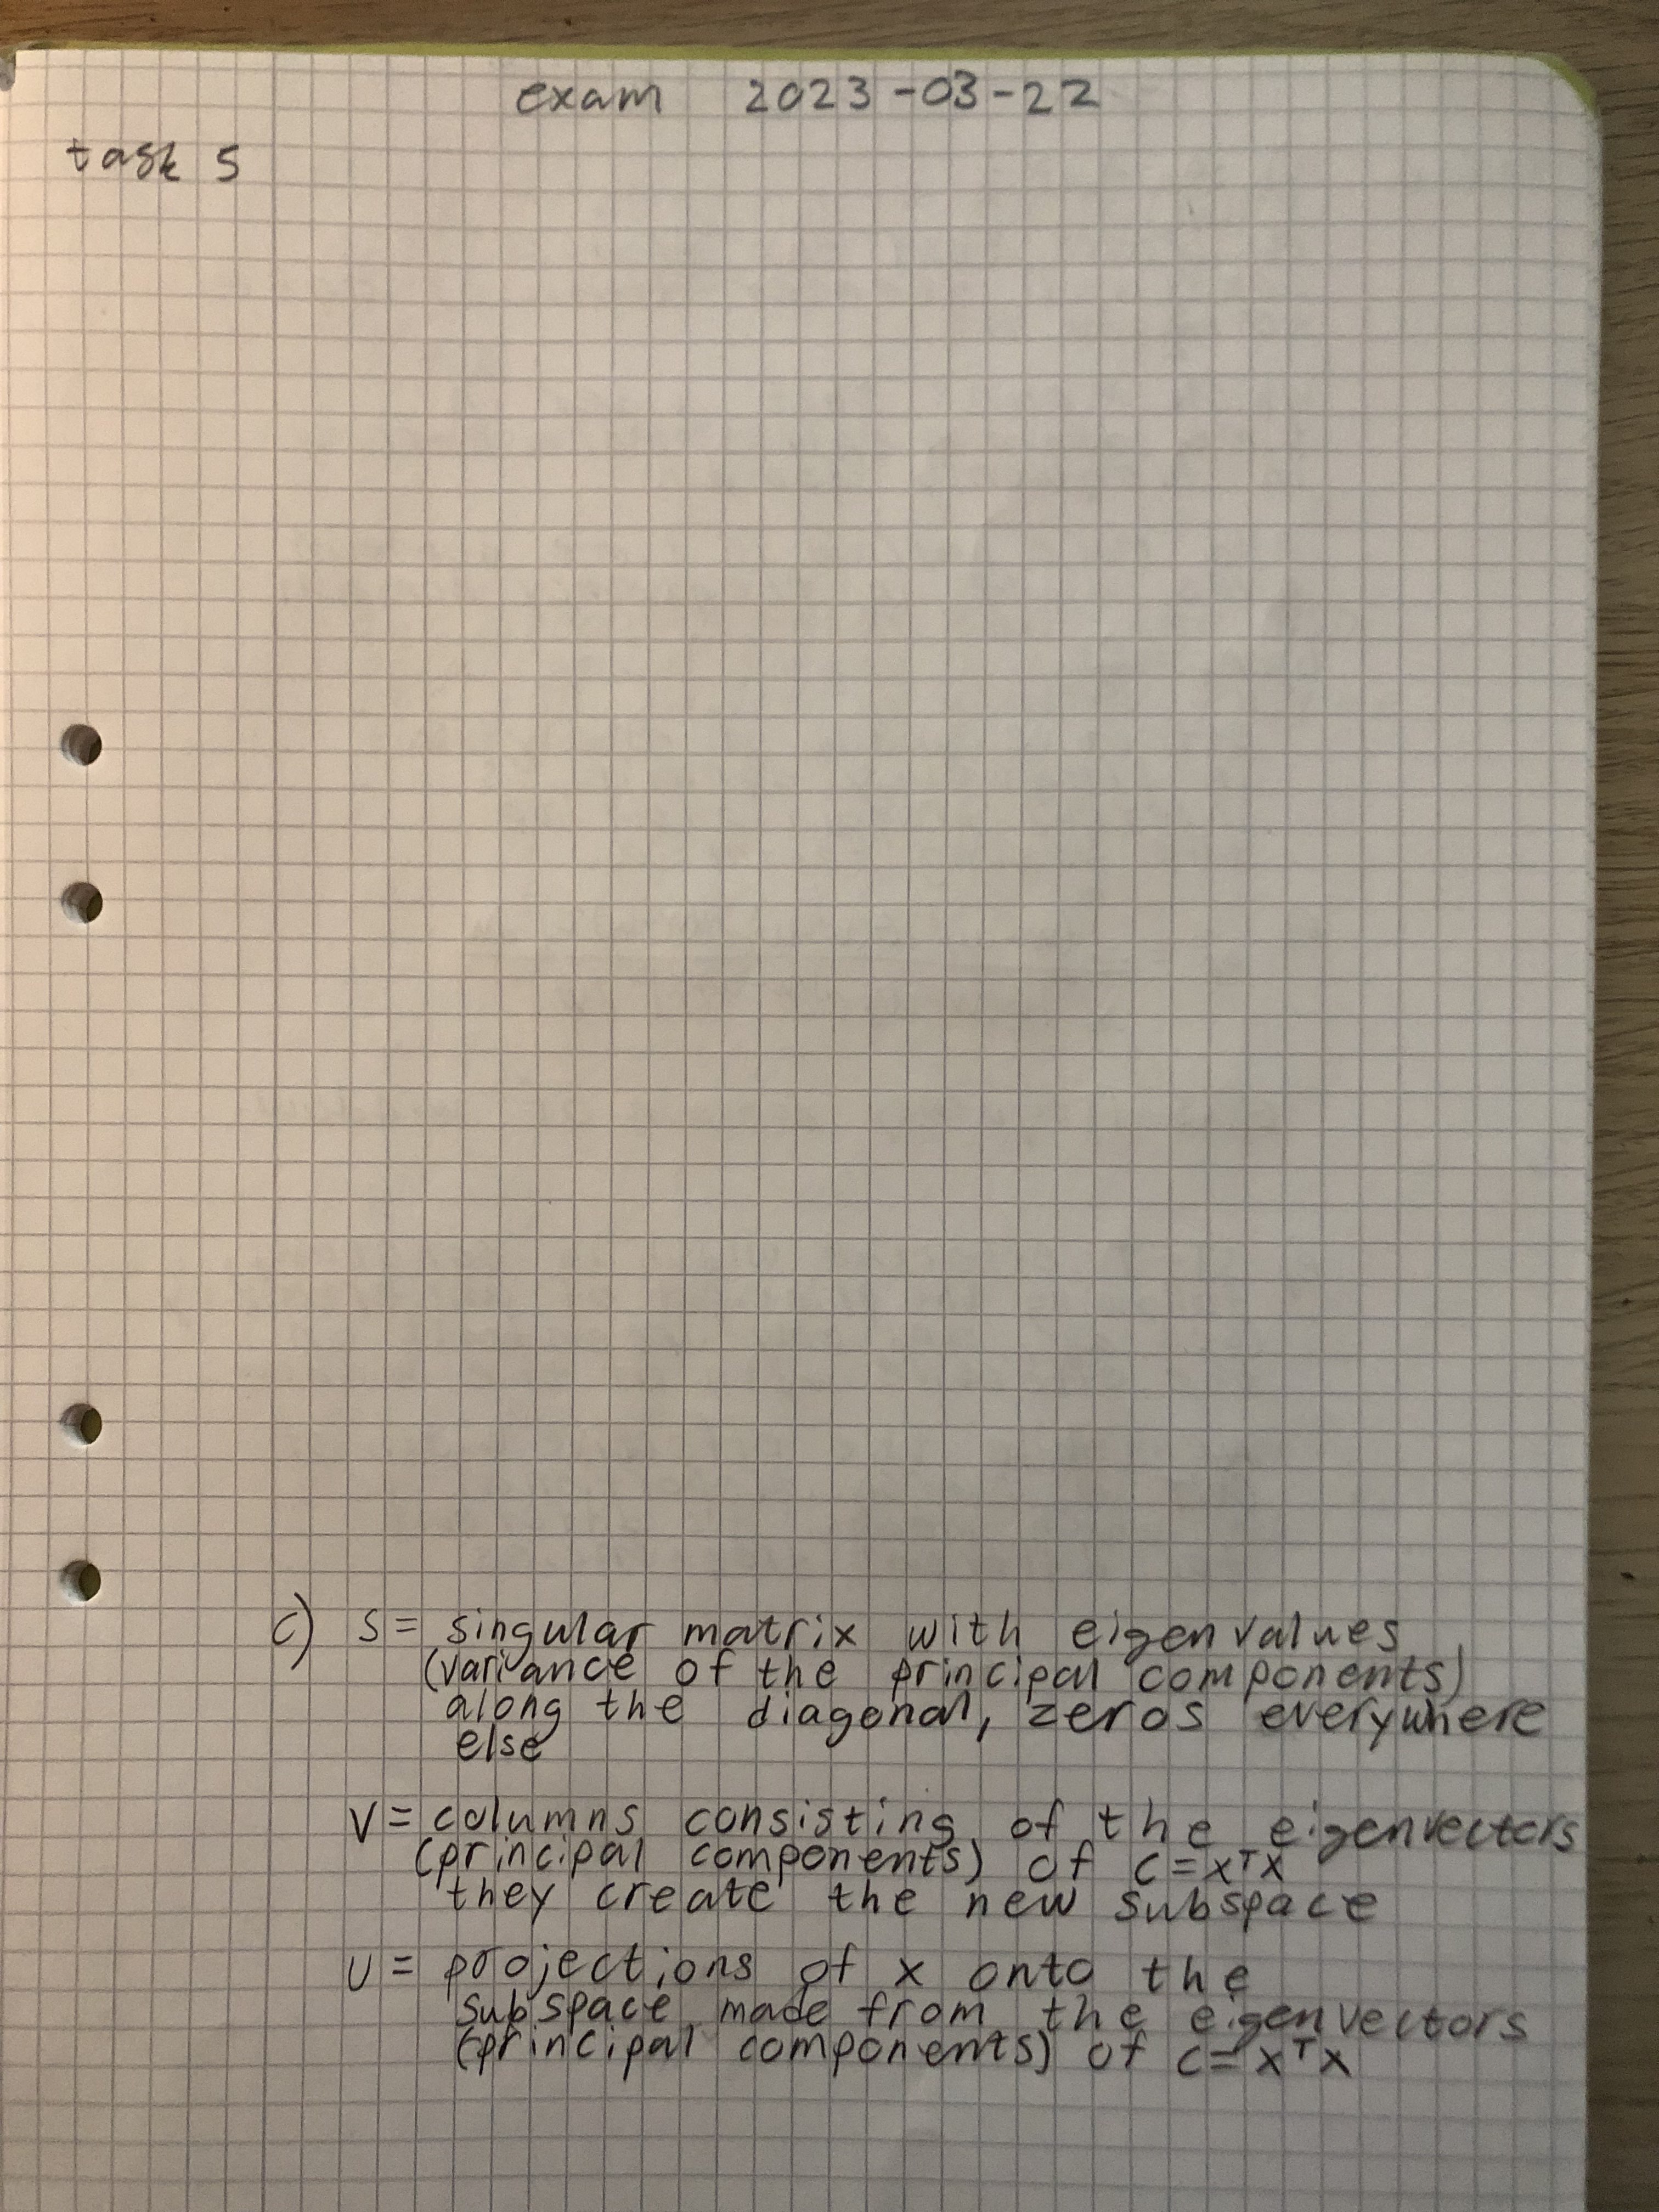 exam 2023-03-22
task 5
c) S = singular matrix with eigenvalues
(variance of the principal components)
along the diagonal, zeros everywhere
else
V = columns consisting of the eigenvectors
(principal components) of C = XᵀX
they create the new subspace
U = projections of X onto the
subspace made from the eigenvectors
(principal components) of C = XᵀX